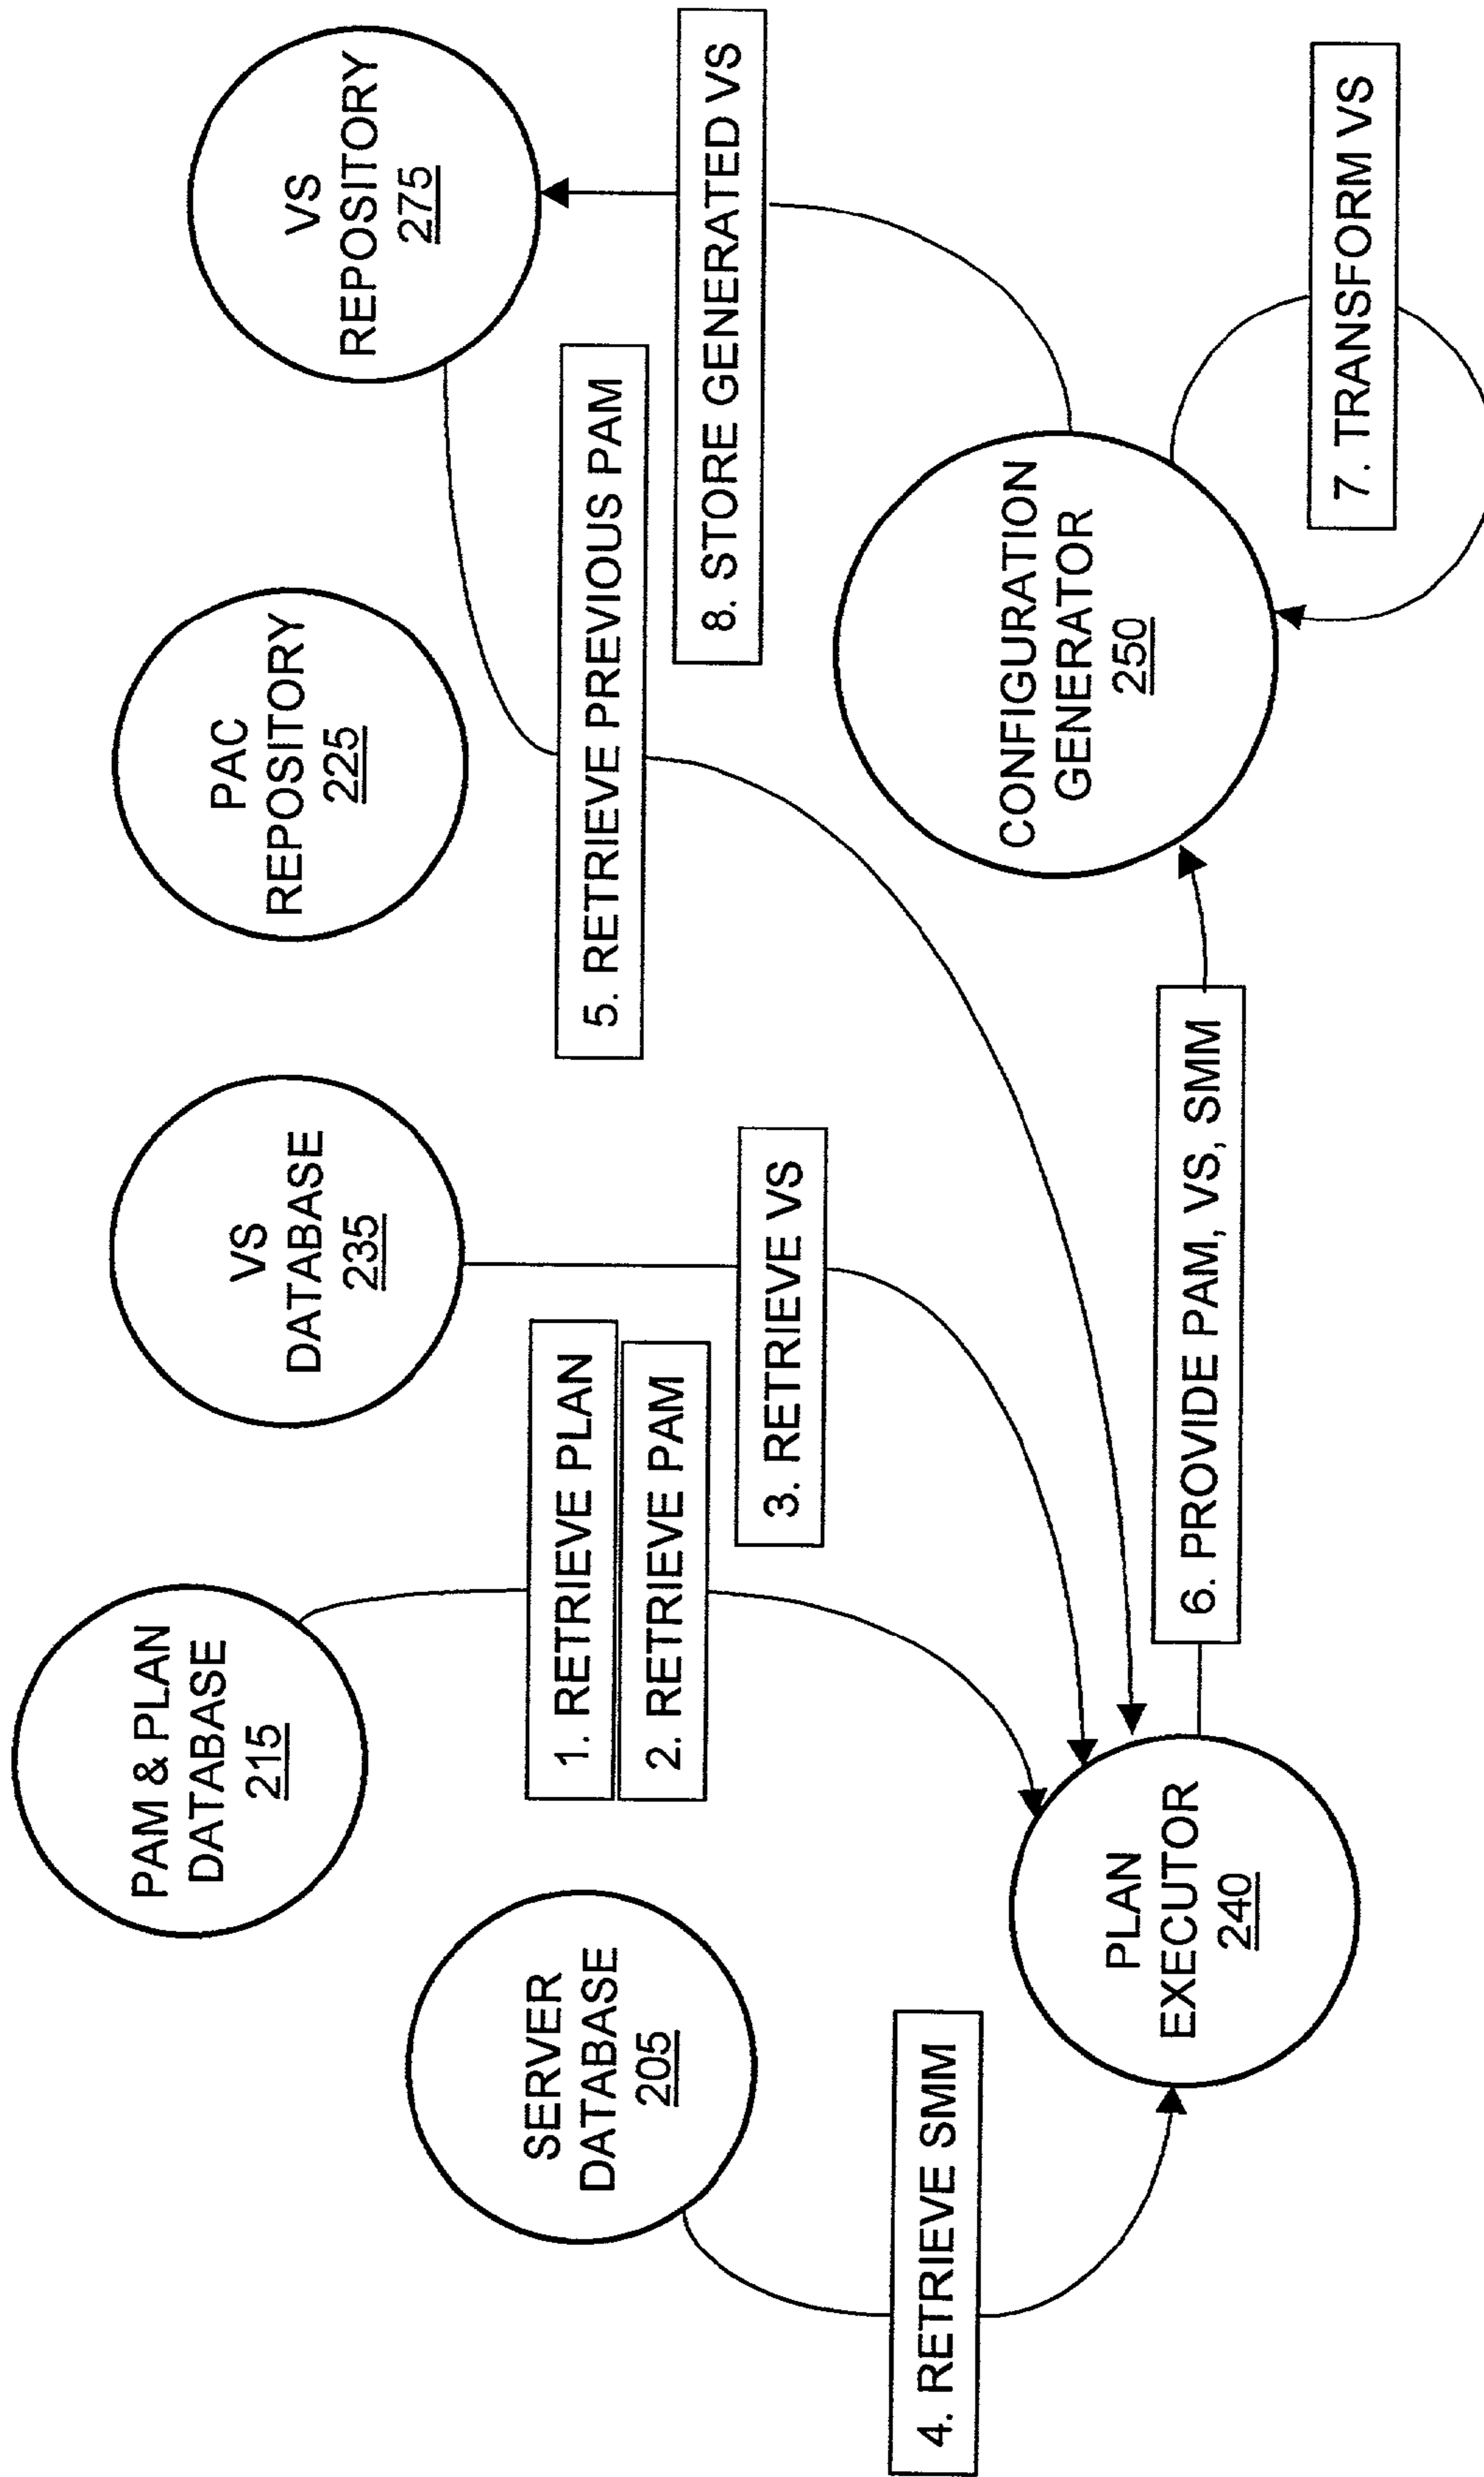 PAM & PLAN
DATABASE
215
VS
DATABASE
235
PAC
REPOSITORY
225
VS
REPOSITORY
275
SERVER
DATABASE
205
1. RETRIEVE PLAN
2. RETRIEVE PAM
3. RETRIEVE VS
5. RETRIEVE PREVIOUS PAM
8. STORE GENERATED VS
4. RETRIEVE SMM
PLAN
EXECUTOR
240
6. PROVIDE PAM, VS, SMM
CONFIGURATION
GENERATOR
250
7. TRANSFORM VS